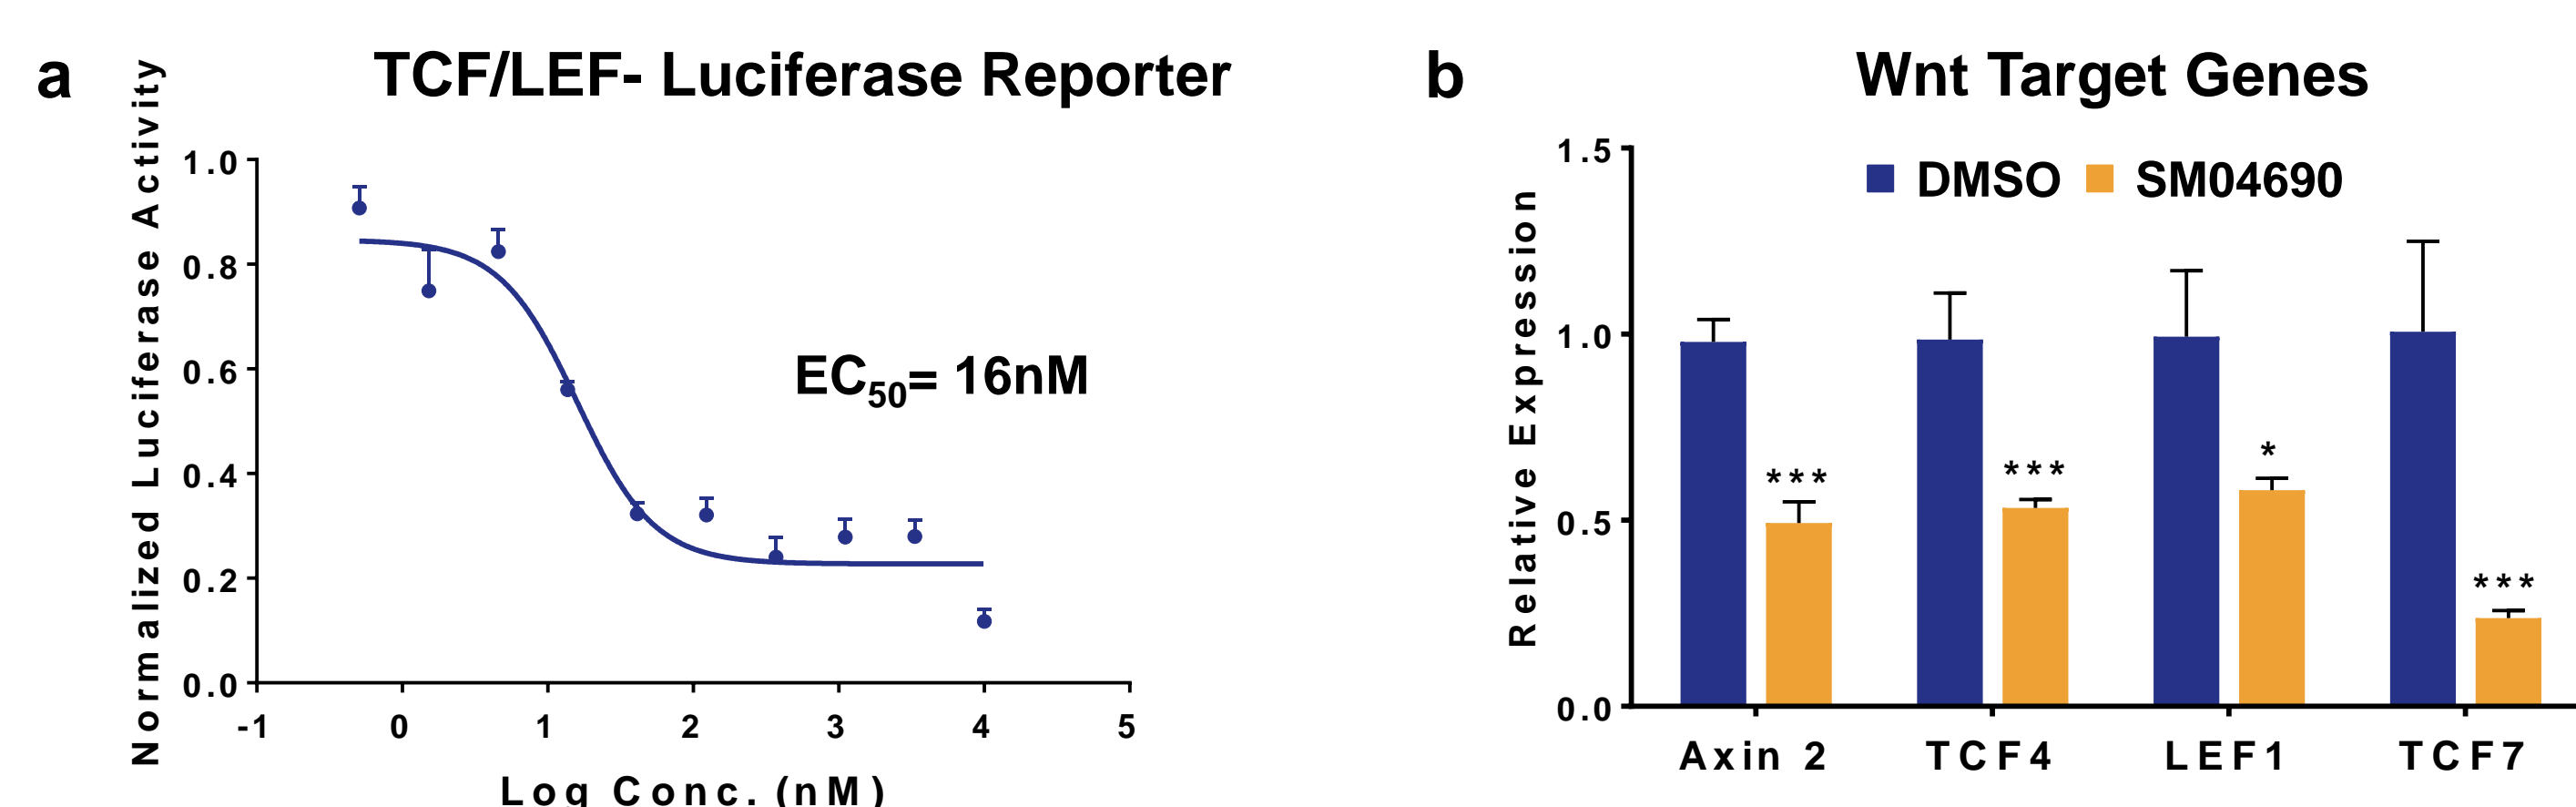 a
TCF/LEF- Luciferase Reporter
Normalized Luciferase Activity
1.0
0.8
0.6
0.4
0.2
0.0
EC50= 16nM
-1 0 1 2 3 4 5
Log Conc. (nM)
b
Wnt Target Genes
DMSO SM04690
Relative Expression
1.5
1.0
0.5
0.0
*** *** * ***
Axin 2 TCF4 LEF1 TCF7